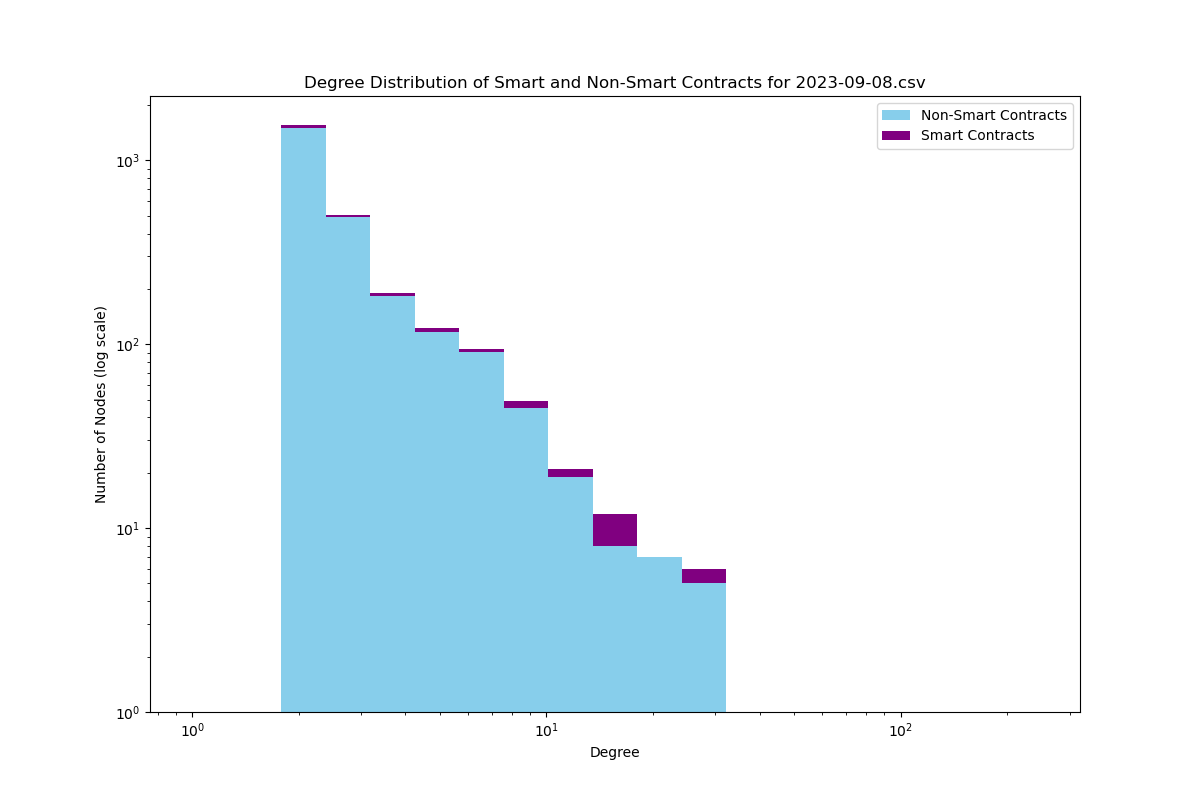 Degree Distribution of Smart and Non-Smart Contracts for 2023-09-08.csv
Non-Smart Contracts
Smart Contracts
Number of Nodes (log scale)
10³
10²
10¹
10⁰
10⁰ 10¹ 10²
Degree